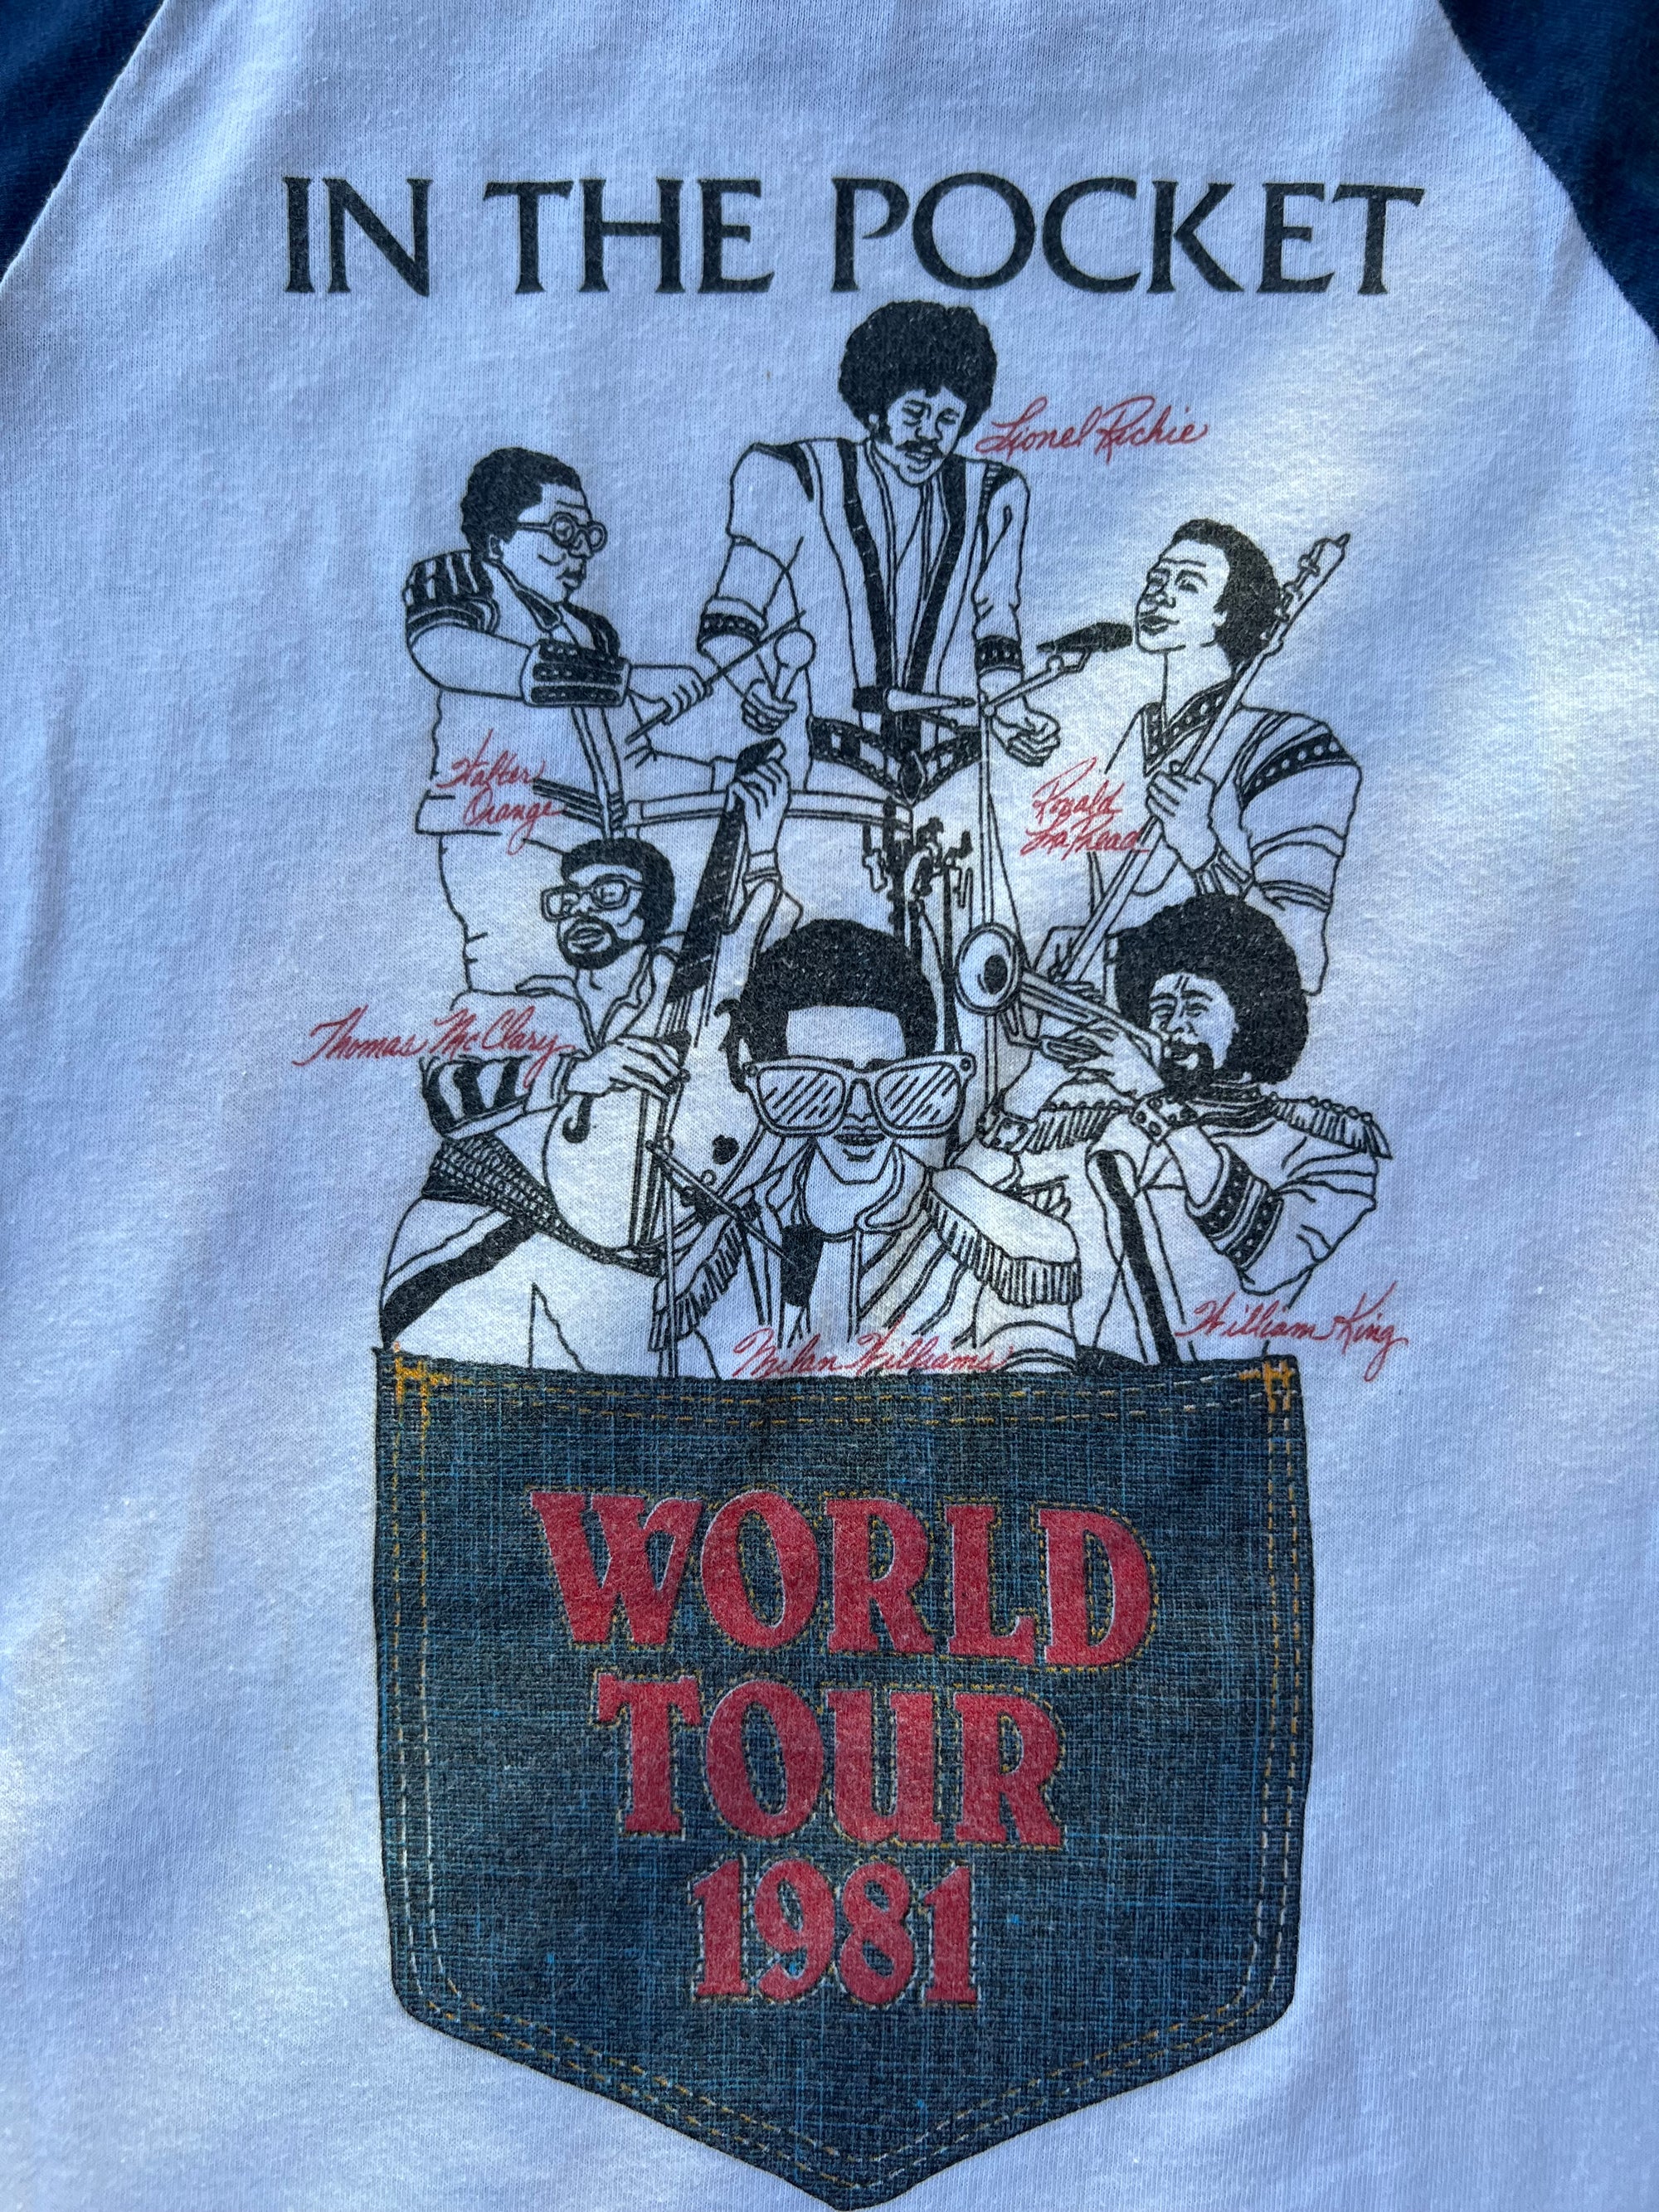 IN THE POCKET
Lionel Richie
Walter
Orange
Ronald
LaPread
Thomas McClary
William King
Milan Williams
WORLD
TOUR
1981